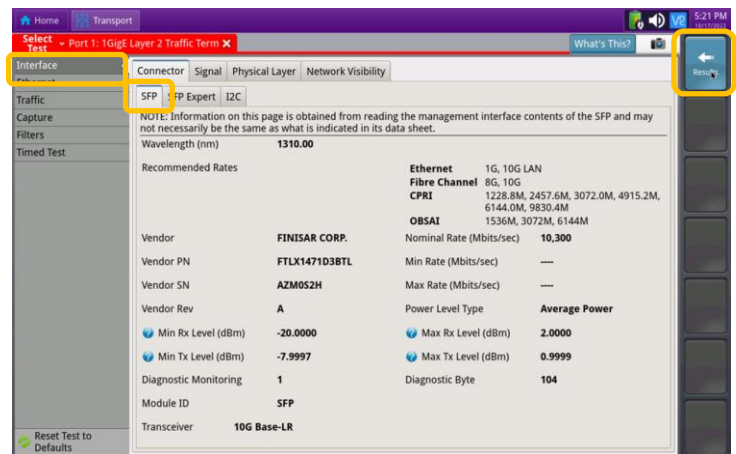 Home Transport 5:21 PM
10/17/2022
Select Test Port 1: 1GigE Layer 2 Traffic Term What's This?
Results
Interface
Ethernet
Traffic
Capture
Filters
Timed Test
Connector Signal Physical Layer Network Visibility
SFP SFP Expert I2C
NOTE: Information on this page is obtained from reading the management interface contents of the SFP and may
not necessarily be the same as what is indicated in its data sheet.
Wavelength (nm) 1310.00
Recommended Rates Ethernet 1G, 10G LAN
Fibre Channel 8G, 10G
CPRI 1228.8M, 2457.6M, 3072.0M, 4915.2M,
6144.0M, 9830.4M
OBSAI 1536M, 3072M, 6144M
Vendor FINISAR CORP. Nominal Rate (Mbits/sec) 10,300
Vendor PN FTLX1471D3BTL Min Rate (Mbits/sec) ----
Vendor SN AZM0S2H Max Rate (Mbits/sec) ----
Vendor Rev A Power Level Type Average Power
Min Rx Level (dBm) -20.0000 Max Rx Level (dBm) 2.0000
Min Tx Level (dBm) -7.9997 Max Tx Level (dBm) 0.9999
Diagnostic Monitoring 1 Diagnostic Byte 104
Module ID SFP
Transceiver 10G Base-LR
Reset Test to
Defaults